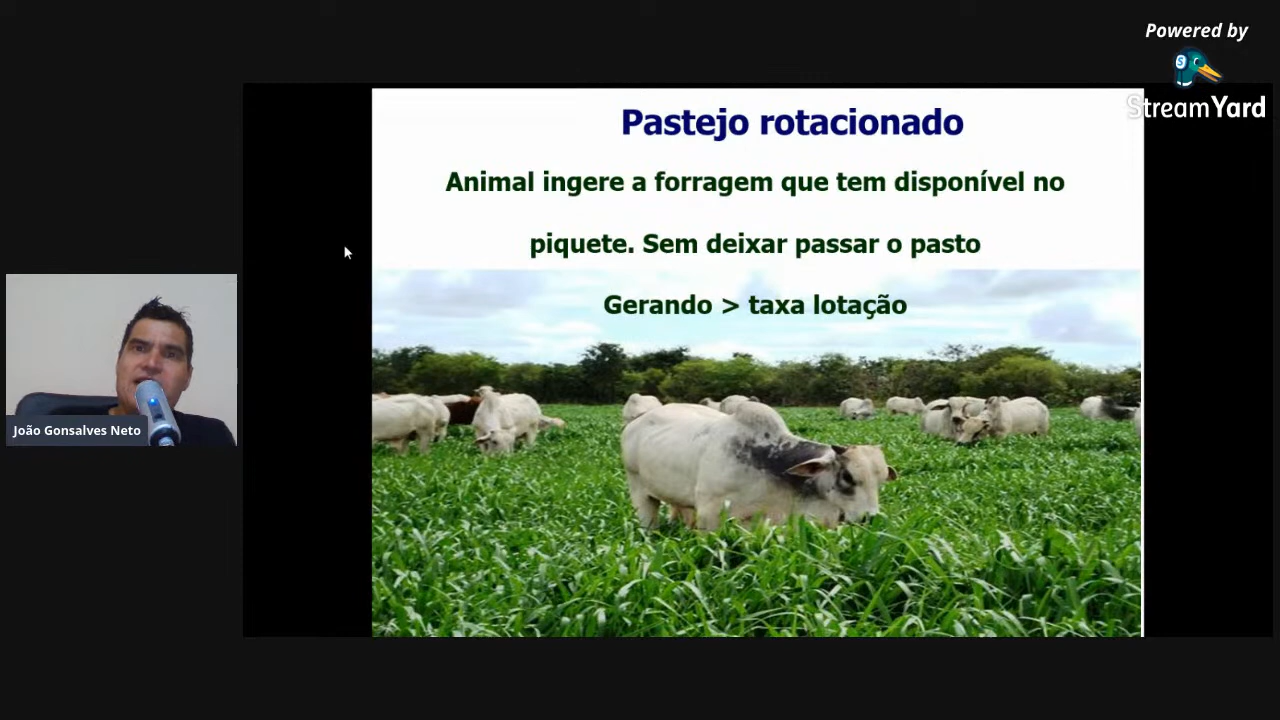 Powered by
StreamYard
Pastejo rotacionado
Animal ingere a forragem que tem disponível no
piquete. Sem deixar passar o pasto
Gerando > taxa lotação
João Gonsalves Neto